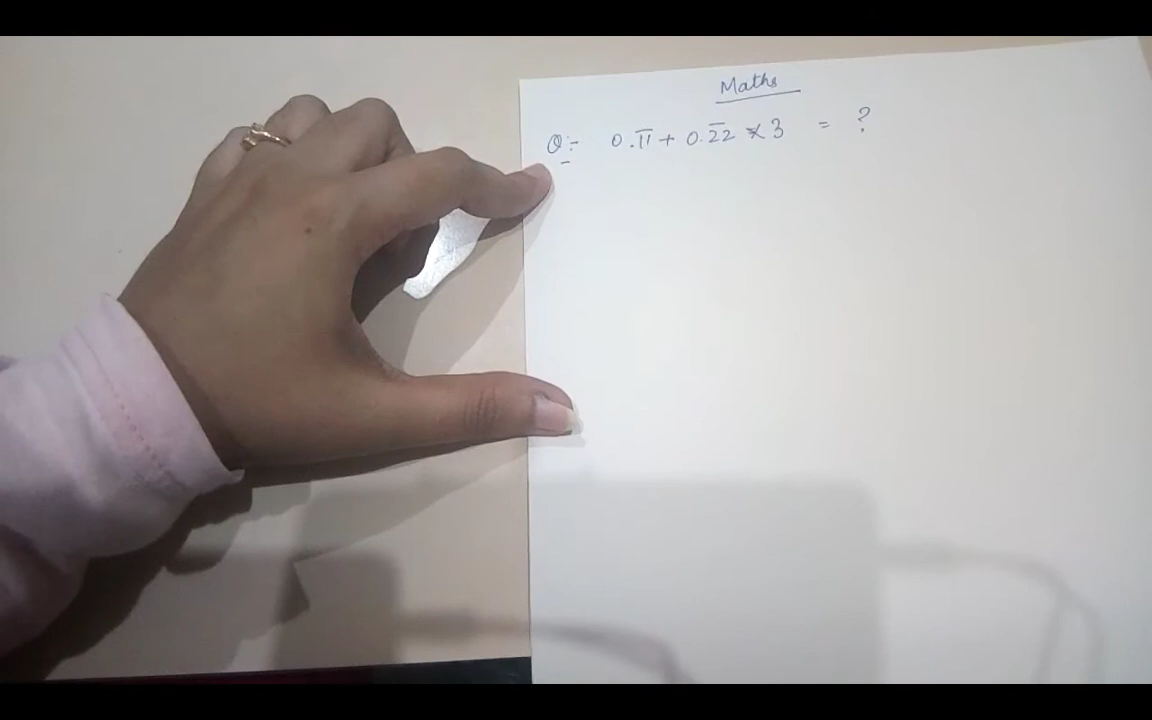 Maths
Q:- 0.1̅1̅ + 0.2̅2̅ × 3 = ?